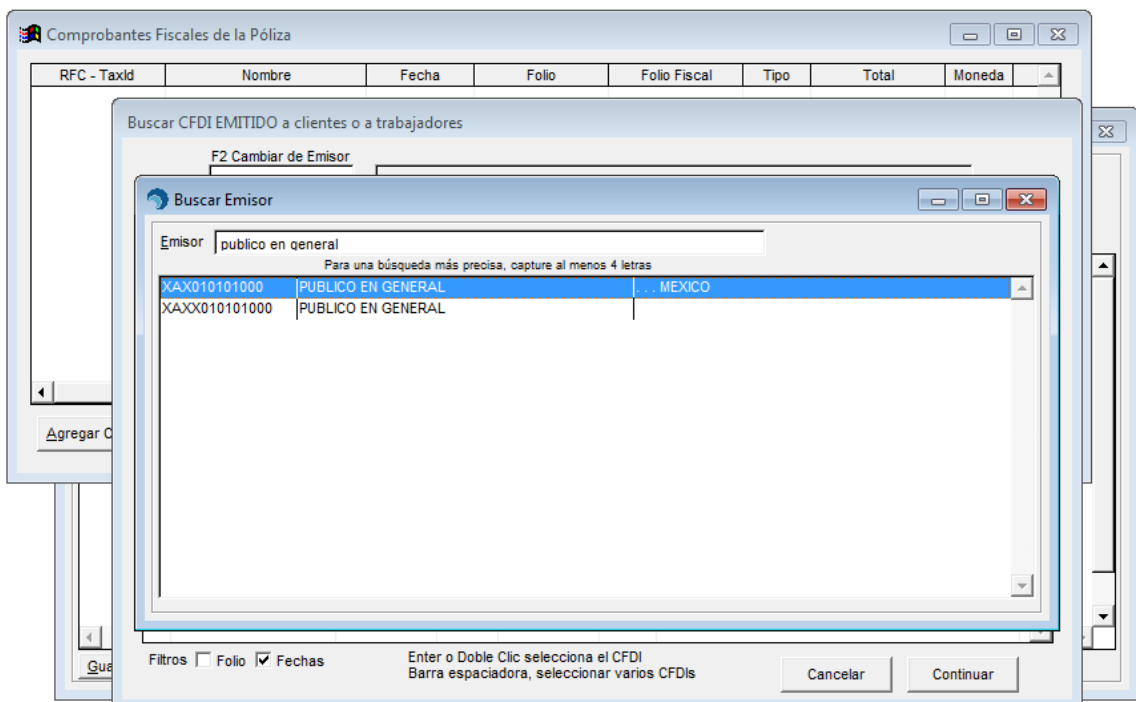 Comprobantes Fiscales de la Póliza
RFC - TaxId Nombre Fecha Folio Folio Fiscal Tipo Total Moneda
Buscar CFDI EMITIDO a clientes o a trabajadores
F2 Cambiar de Emisor
Buscar Emisor
Emisor publico en general
Para una búsqueda más precisa, capture al menos 4 letras
XAX010101000 PUBLICO EN GENERAL . . . MEXICO
XAXX010101000 PUBLICO EN GENERAL
Agregar C
Gua
Filtros Folio Fechas
Enter o Doble Clic selecciona el CFDI
Barra espaciadora, seleccionar varios CFDIs
Cancelar Continuar